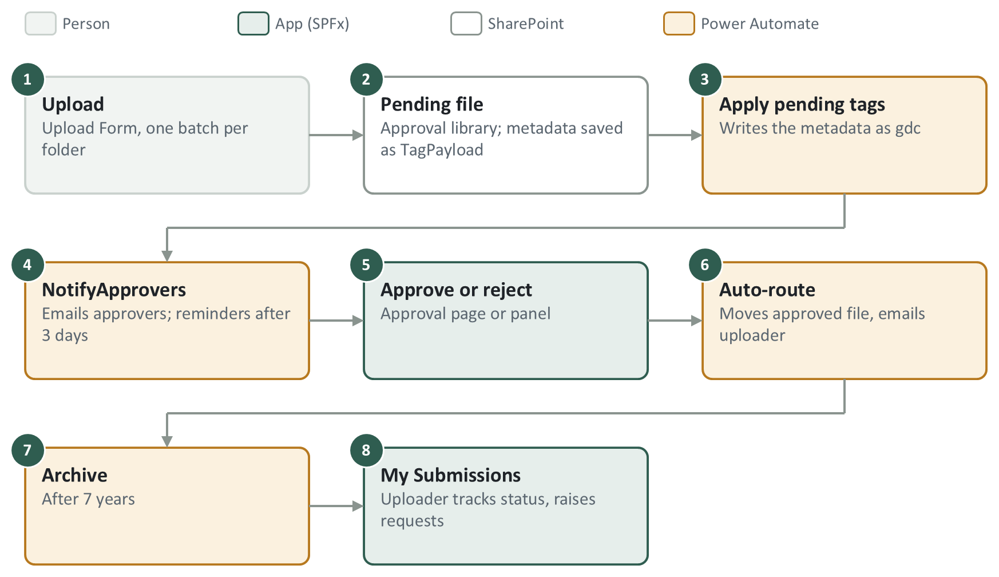 Person
App (SPFx)
SharePoint
Power Automate
1
Upload
Upload Form, one batch per
folder
2
Pending file
Approval library; metadata saved
as TagPayload
3
Apply pending tags
Writes the metadata as gdc
4
NotifyApprovers
Emails approvers; reminders after
3 days
5
Approve or reject
Approval page or panel
6
Auto-route
Moves approved file, emails
uploader
7
Archive
After 7 years
8
My Submissions
Uploader tracks status, raises
requests